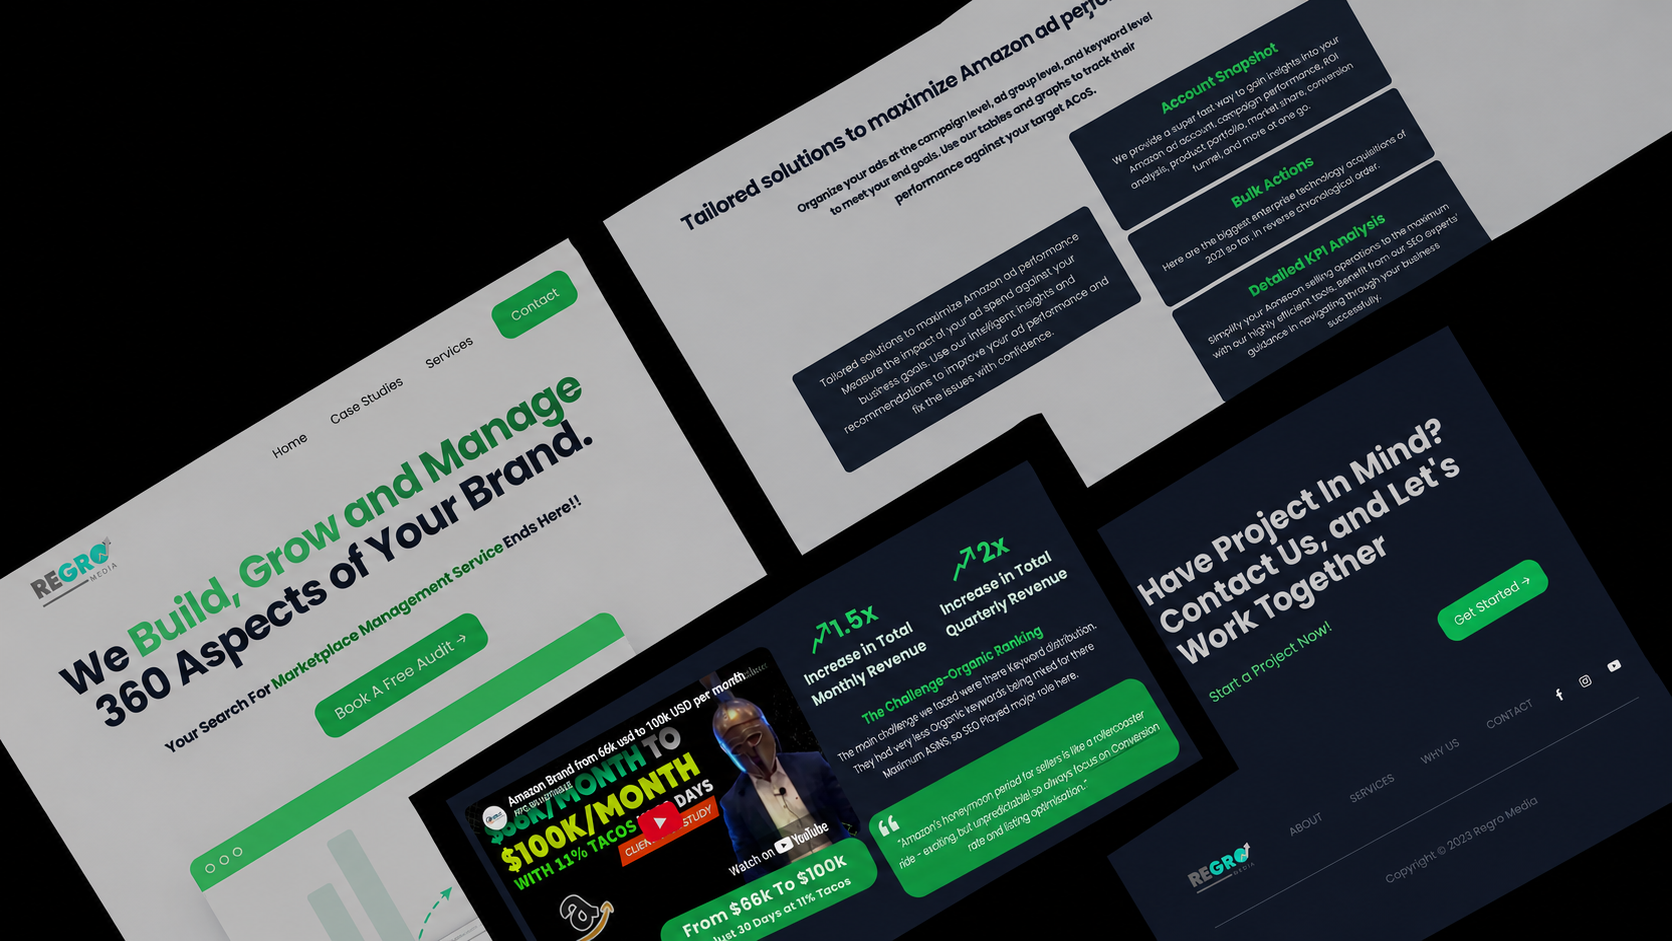 Home
Case Studies
Services
Contact
REGRO
MEDIA
We Build, Grow and Manage
360 Aspects of Your Brand.
Your Search For Marketplace Management Service Ends Here!!
Book A Free Audit →
Tailored solutions to maximize Amazon ad
Organize your ads at the campaign level, ad group level, and keyword level
to meet your end goals. Use our tables and graphs to track their
performance against your target ACoS.
Tailored solutions to maximize Amazon ad performance
Measure the impact of your ad spend against your
business goals. Use our intelligent insights and
recommendations to improve your ad performance and
fix the issues with confidence.
Account Snapshot
We provide a super fast way to gain insights into your
Amazon ad account, campaign performance, ROI
analysis, product portfolio, market share, conversion
funnel, and more at one go.
Bulk Actions
Here are the biggest enterprise technology acquisitions of
2021 so far, in reverse chronological order.
Detailed KPI Analysis
Simplify your selling operations to the maximum
with our highly efficient tools. Benefit from our SEO experts'
guidance in navigating through your business
successfully.
Amazon Brand from 66k usd to 100k USD per month
$66K/MONTH TO
$100K/MONTH
WITH 11% TACOS DAYS
STUDY
Watch on YouTube
From $66k To $100k
Just 30 Days at 11% Tacos
1.5x
Increase in Total
Monthly Revenue
2x
Increase in Total
Quarterly Revenue
The Challenge-Organic Ranking
The main challenge we faced were there Keyword distribution.
They had very less Organic keywords being ranked for there
Maximum ASINs, so SEO Played major role here.
"Amazon's honeymoon period for sellers is like a rollercoaster
ride – exciting, but unpredictable! so always focus on Conversion
rate and listing optimisation."
Have Project In Mind?
Contact Us, and Let's
Work Together
Start a Project Now!
Get Started →
REGRO
MEDIA
ABOUT
SERVICES
WHY US
CONTACT
Copyright © 2023 Regro Media